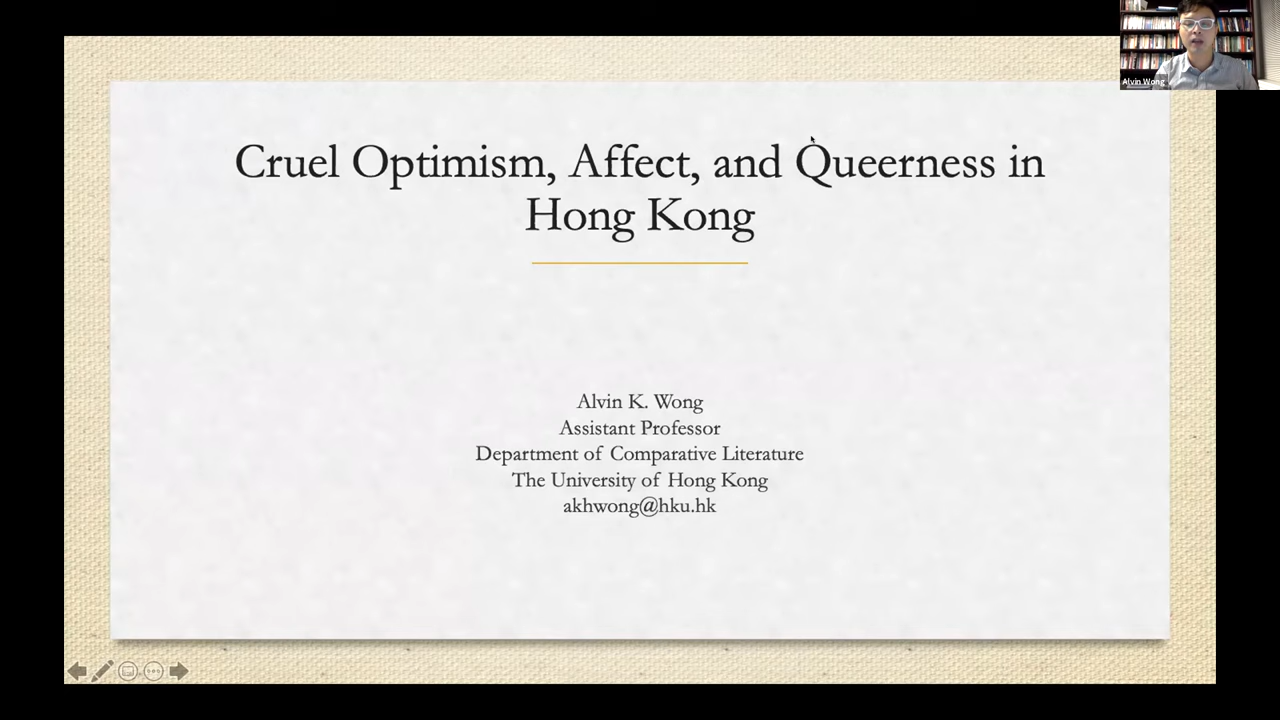 Alvin Wong
Cruel Optimism, Affect, and Queerness in
Hong Kong
Alvin K. Wong
Assistant Professor
Department of Comparative Literature
The University of Hong Kong
akhwong@hku.hk